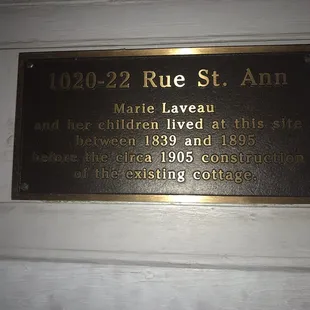 1020-22 Rue St. Ann
Marie Laveau
and her children lived at this site
between 1839 and 1895
before the circa 1905 construction
of the existing cottage.